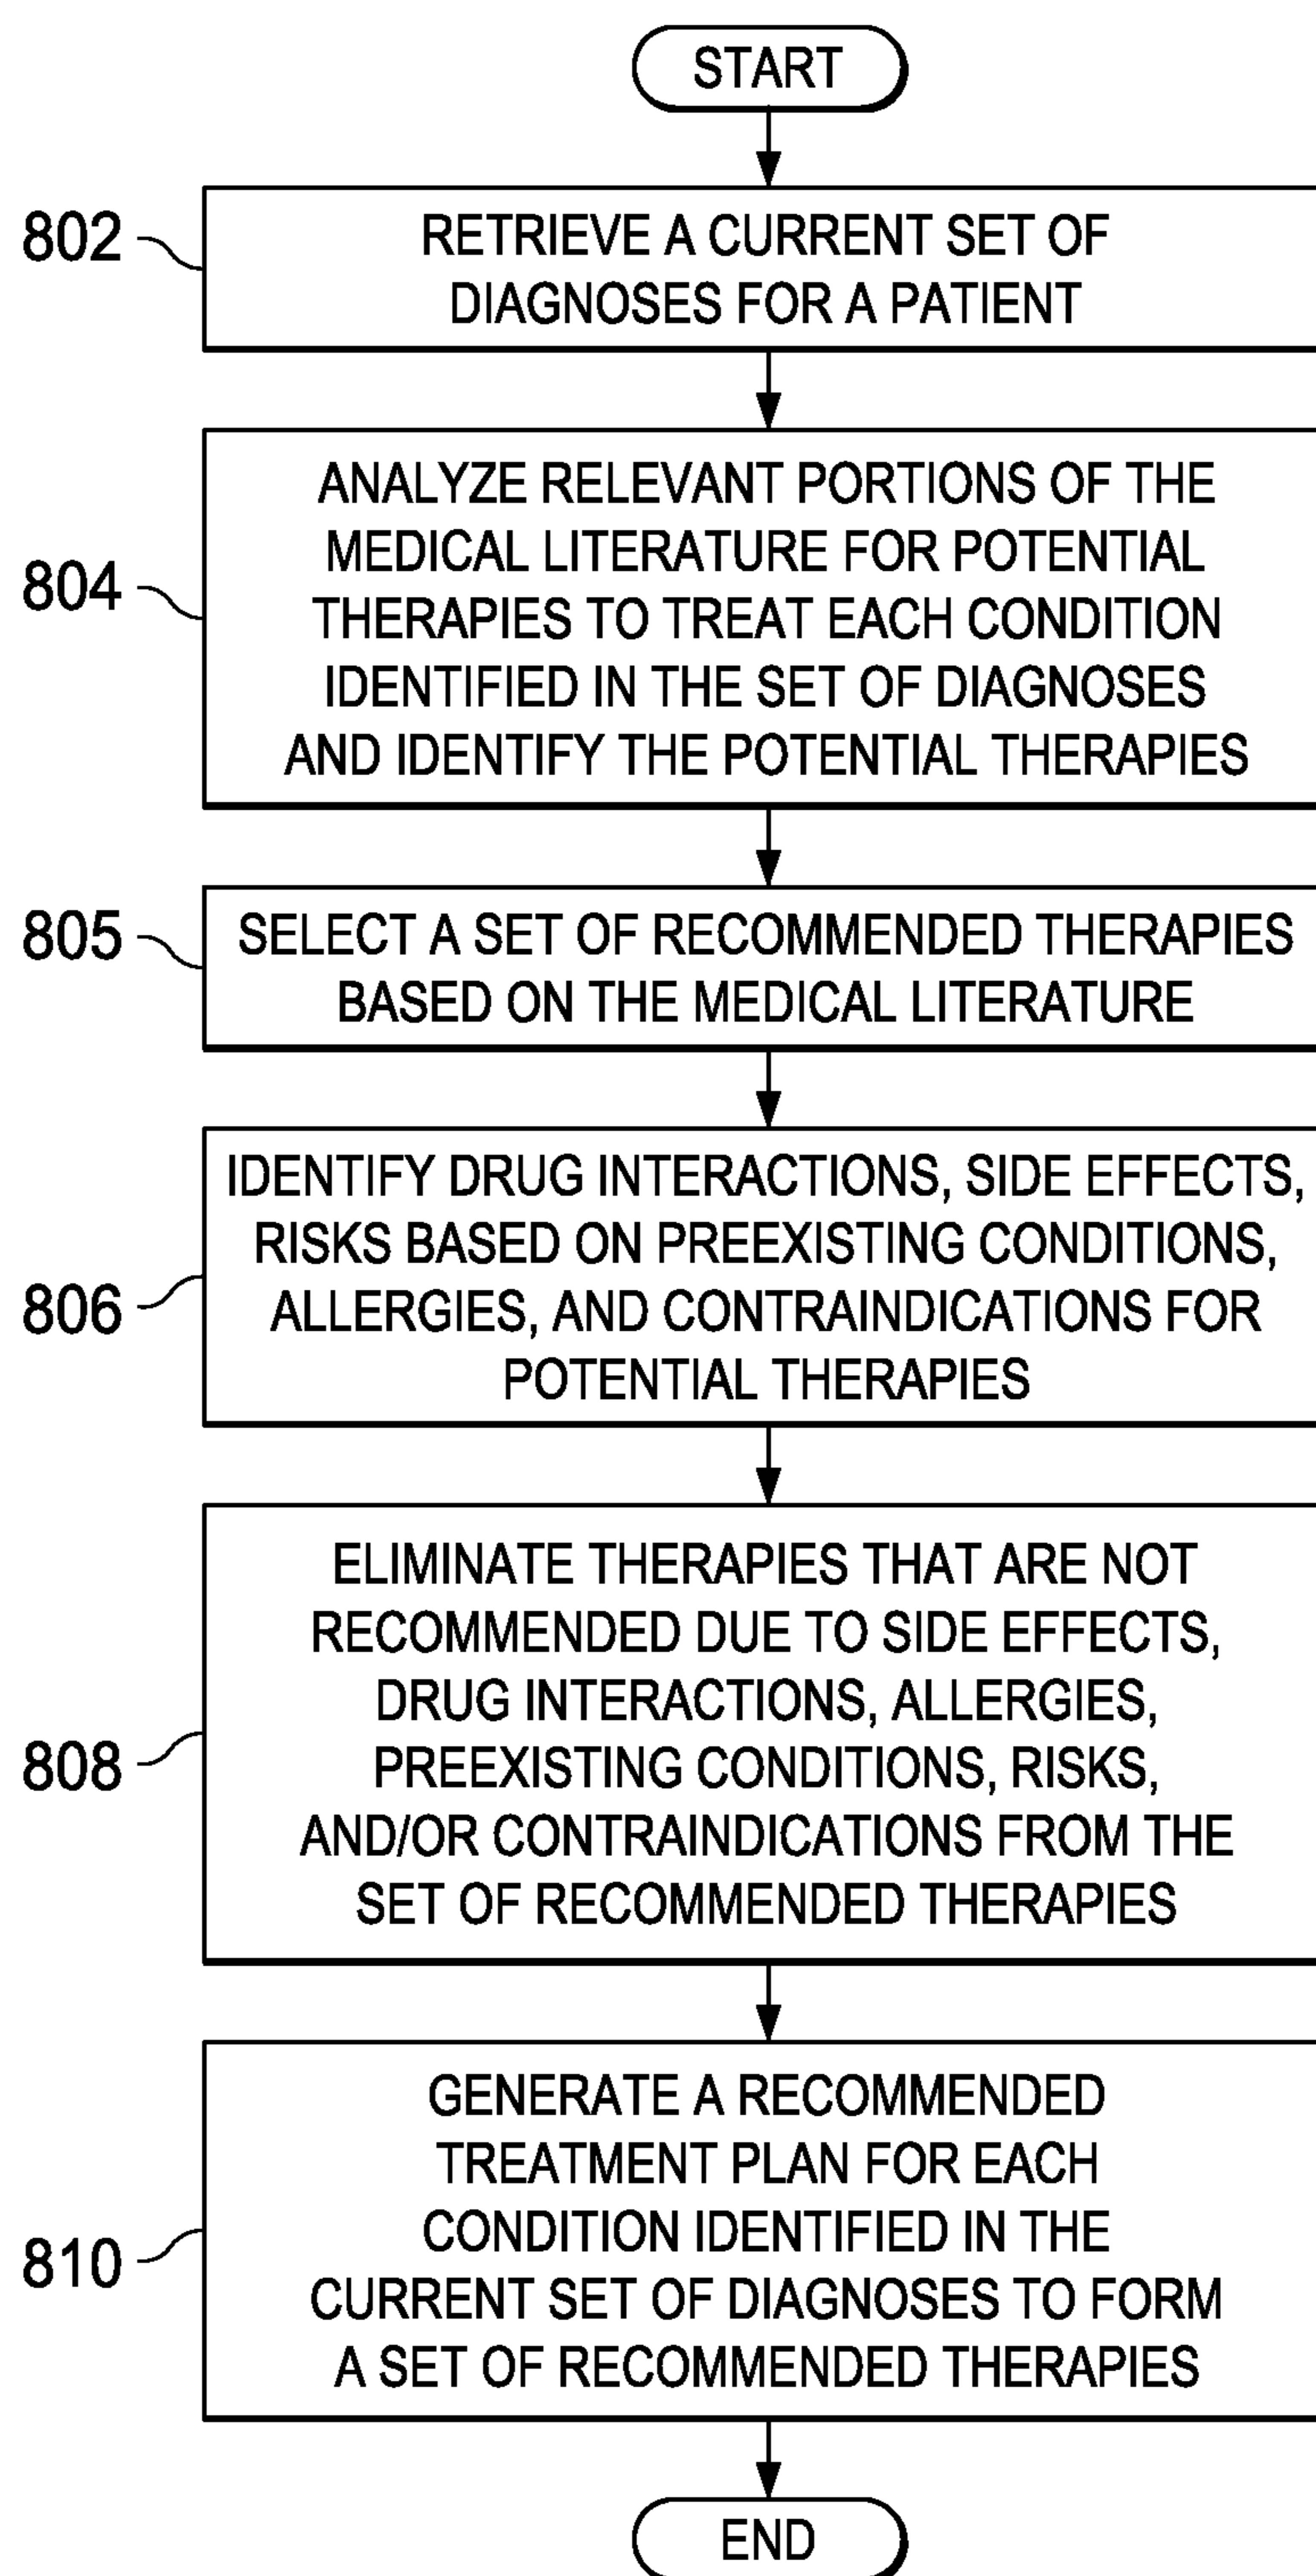 START
802
RETRIEVE A CURRENT SET OF
DIAGNOSES FOR A PATIENT
804
ANALYZE RELEVANT PORTIONS OF THE
MEDICAL LITERATURE FOR POTENTIAL
THERAPIES TO TREAT EACH CONDITION
IDENTIFIED IN THE SET OF DIAGNOSES
AND IDENTIFY THE POTENTIAL THERAPIES
805
SELECT A SET OF RECOMMENDED THERAPIES
BASED ON THE MEDICAL LITERATURE
806
IDENTIFY DRUG INTERACTIONS, SIDE EFFECTS,
RISKS BASED ON PREEXISTING CONDITIONS,
ALLERGIES, AND CONTRAINDICATIONS FOR
POTENTIAL THERAPIES
808
ELIMINATE THERAPIES THAT ARE NOT
RECOMMENDED DUE TO SIDE EFFECTS,
DRUG INTERACTIONS, ALLERGIES,
PREEXISTING CONDITIONS, RISKS,
AND/OR CONTRAINDICATIONS FROM THE
SET OF RECOMMENDED THERAPIES
810
GENERATE A RECOMMENDED
TREATMENT PLAN FOR EACH
CONDITION IDENTIFIED IN THE
CURRENT SET OF DIAGNOSES TO FORM
A SET OF RECOMMENDED THERAPIES
END